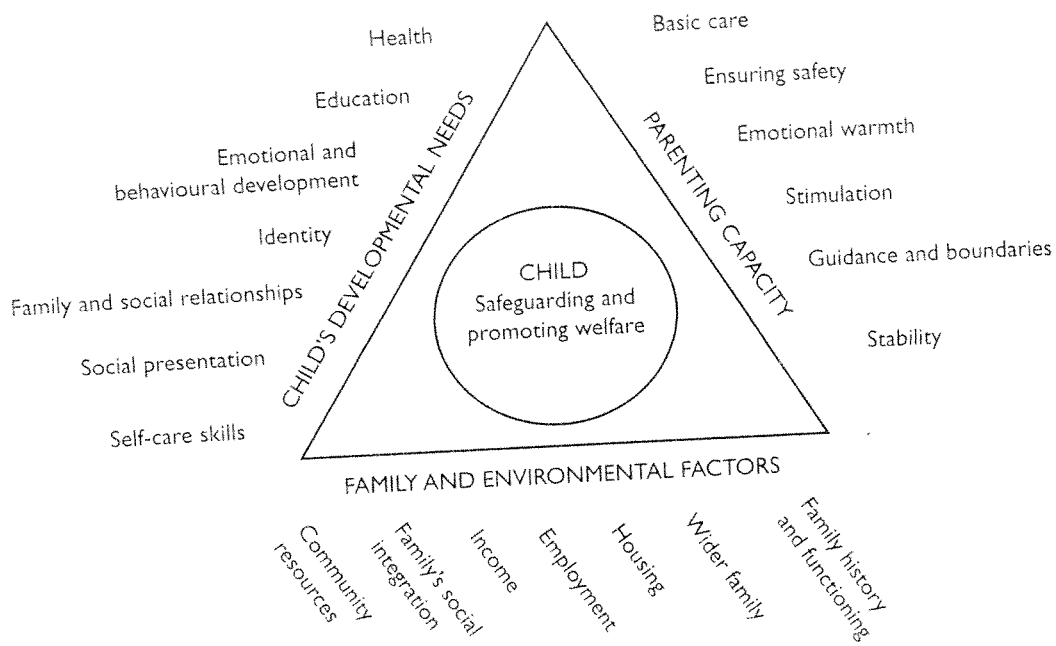 Health
Education
Emotional and
behavioural development
Identity
Family and social relationships
Social presentation
Self-care skills
CHILD'S DEVELOPMENTAL NEEDS
CHILD
Safeguarding and
promoting welfare
PARENTING CAPACITY
Basic care
Ensuring safety
Emotional warmth
Stimulation
Guidance and boundaries
Stability
FAMILY AND ENVIRONMENTAL FACTORS
Community
resources
Family's social
integration
Income
Employment
Housing
Wider family
Family history
and functioning